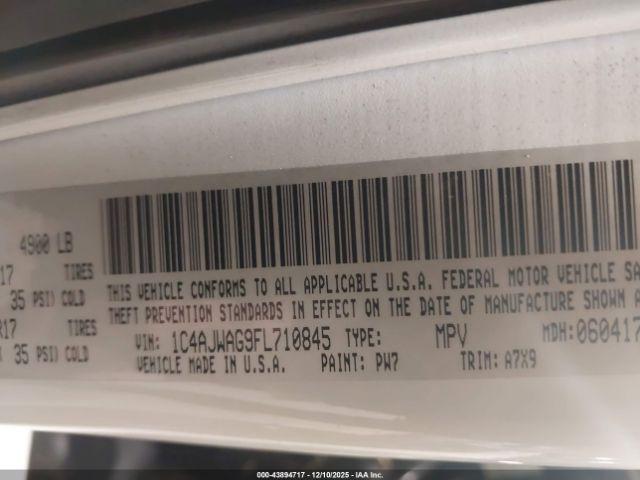 4900 LB
17 TIRES
35 PSI) COLD
R17 TIRES
35 PSI) COLD
THIS VEHICLE CONFORMS TO ALL APPLICABLE U.S.A. FEDERAL MOTOR VEHICLE SA
THEFT PREVENTION STANDARDS IN EFFECT ON THE DATE OF MANUFACTURE SHOWN A
VIN: 1C4AJWAG9FL710845 TYPE: MPV MDH: 060417
VEHICLE MADE IN U.S.A. PAINT: PW7 TRIM: A7X9
000-43894717 - 12/10/2025 - IAA Inc.